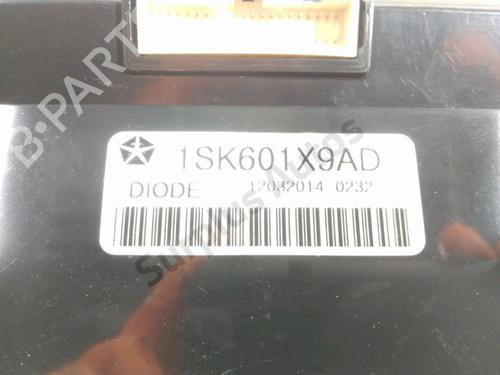 1SK601X9AD
DIODE 12032014 0232
B-PARTS
Surplus Autos